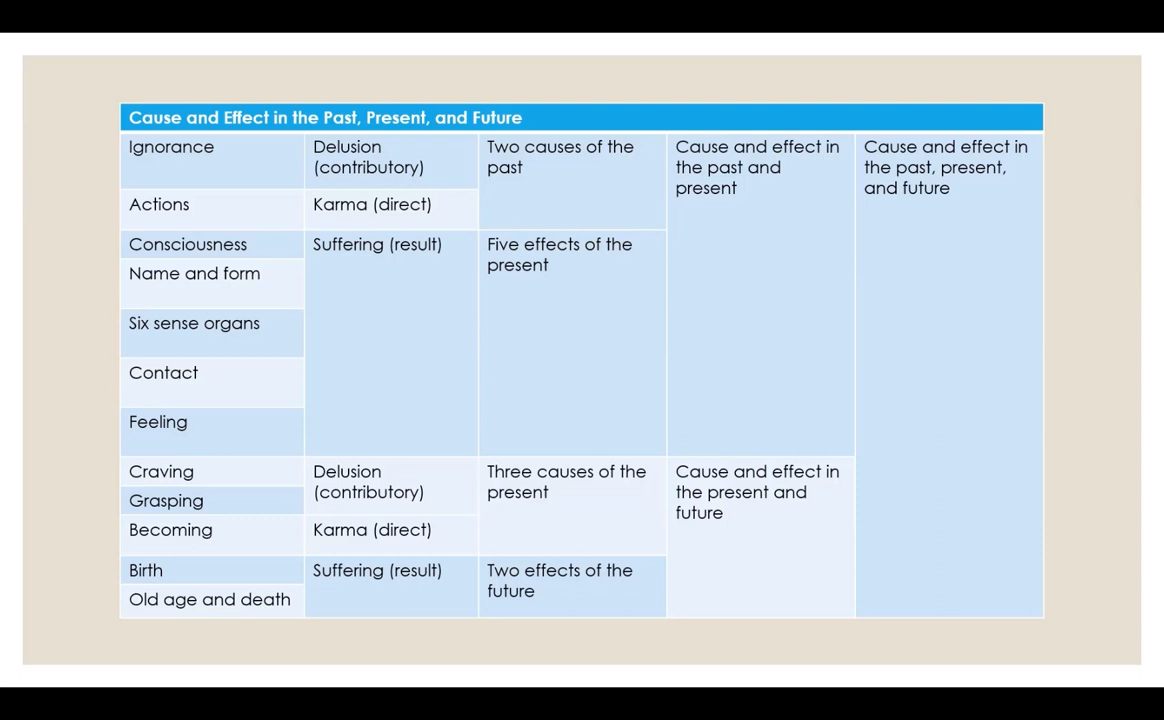 Cause and Effect in the Past, Present, and Future
Ignorance
Delusion
(contributory)
Two causes of the
past
Cause and effect in
the past and
present
Cause and effect in
the past, present,
and future
Actions
Karma (direct)
Consciousness
Suffering (result)
Five effects of the
present
Name and form
Six sense organs
Contact
Feeling
Craving
Delusion
(contributory)
Three causes of the
present
Cause and effect in
the present and
future
Grasping
Becoming
Karma (direct)
Birth
Suffering (result)
Two effects of the
future
Old age and death